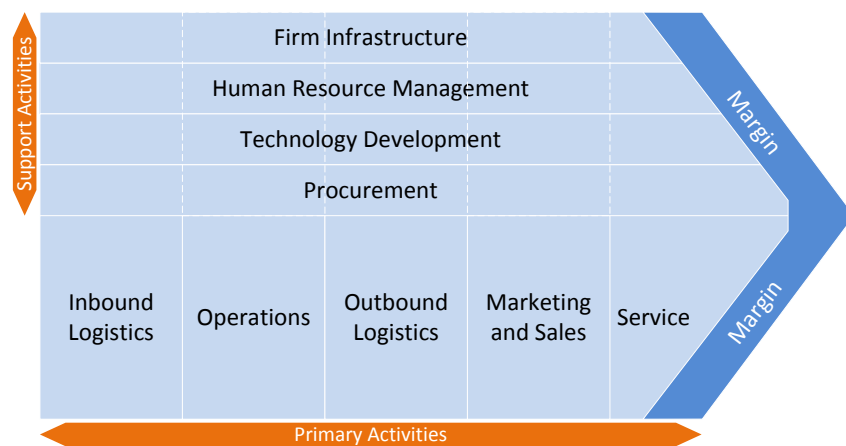 Support Activities
Firm Infrastructure
Human Resource Management
Technology Development
Procurement
Margin
Inbound
Logistics
Operations
Outbound
Logistics
Marketing
and Sales
Service
Margin
Primary Activities